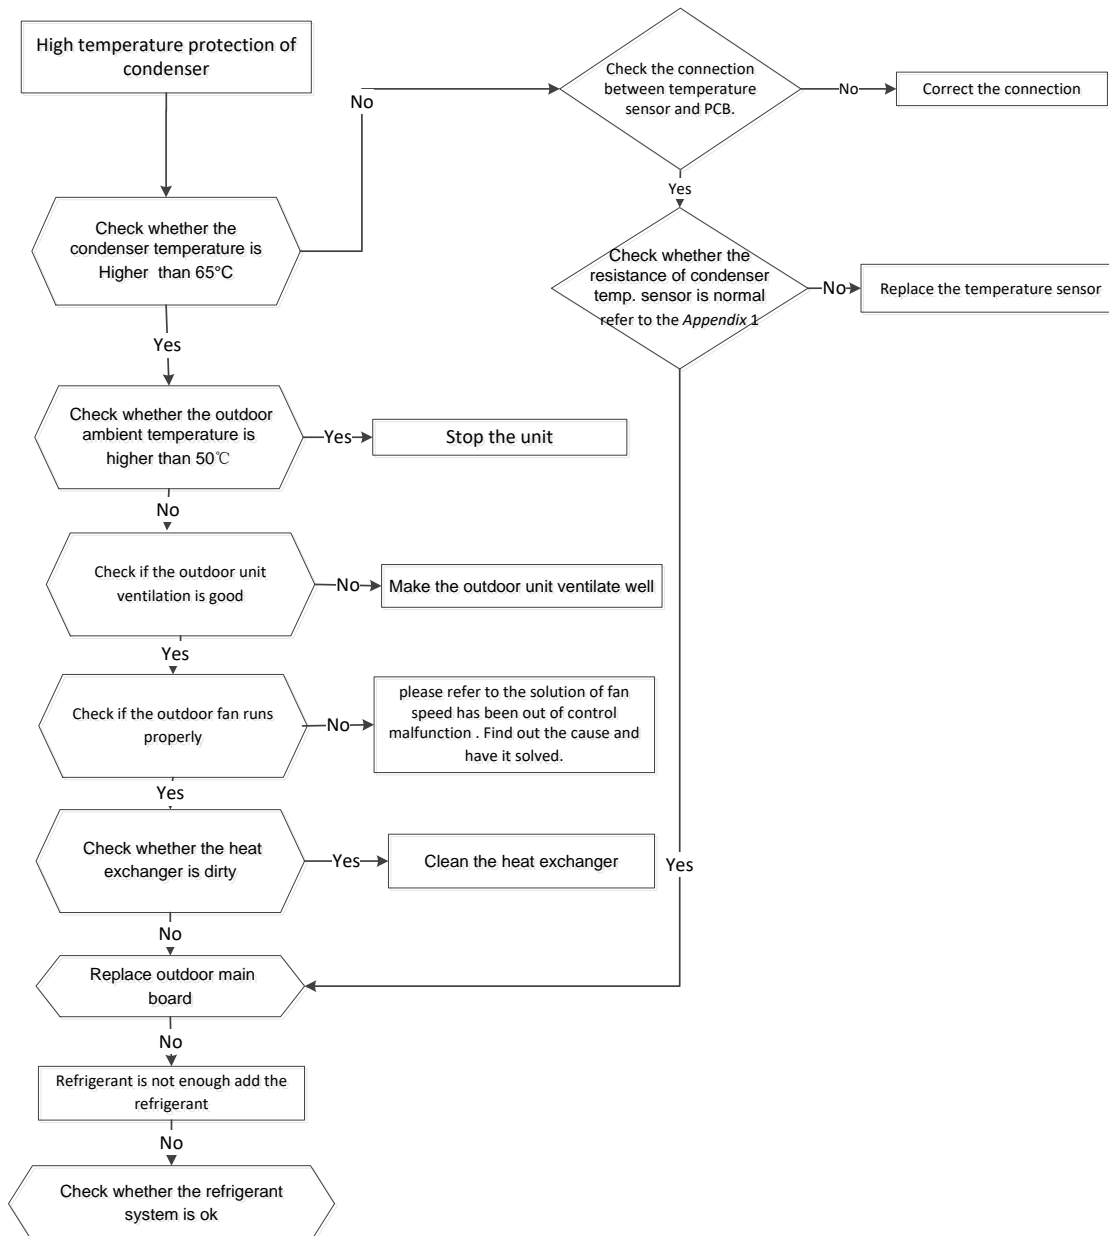 High temperature protection of
condenser
No
Check the connection
between temperature
sensor and PCB.
No
Correct the connection
Yes
Check whether the
condenser temperature is
Higher than 65°C
Check whether the
resistance of condenser
temp. sensor is normal
refer to the Appendix 1
No
Replace the temperature sensor
Yes
Check whether the outdoor
ambient temperature is
higher than 50℃
Yes
Stop the unit
No
Check if the outdoor unit
ventilation is good
No
Make the outdoor unit ventilate well
Yes
Check if the outdoor fan runs
properly
No
please refer to the solution of fan
speed has been out of control
malfunction . Find out the cause and
have it solved.
Yes
Check whether the heat
exchanger is dirty
Yes
Clean the heat exchanger
Yes
No
Replace outdoor main
board
No
Refrigerant is not enough add the
refrigerant
No
Check whether the refrigerant
system is ok